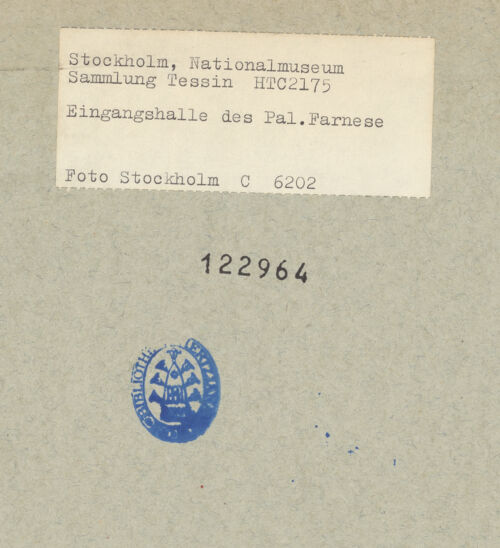 Stockholm, Nationalmuseum
Sammlung Tessin HTC2175
Eingangshalle des Pal.Farnese
Foto Stockholm C 6202
122964